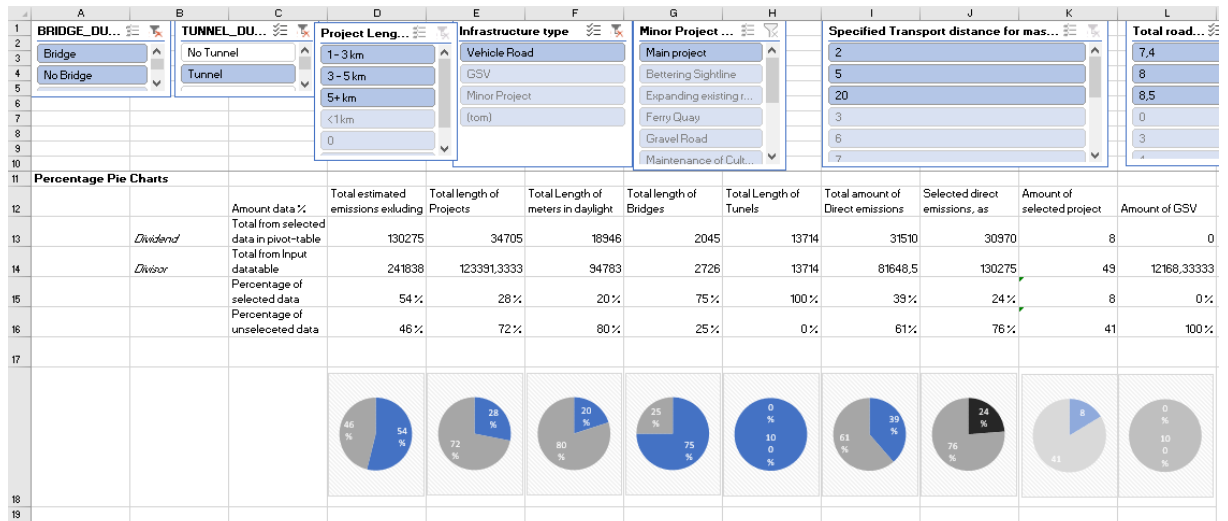 A B C D E F G H I J K L
1 BRIDGE_DU... TUNNEL_DU... Project Leng... Infrastructure type Minor Project ... Specified Transport distance for mas... Total road...
2
3 Bridge No Tunnel 1 - 3 km Vehicle Road Main project 2 7,4
4 No Bridge Tunnel 3 - 5 km GSV Bettering Sightline 5 8
5 5+ km Minor Project Expanding existing r... 20 8,5
6
7 <1 km (tom) Ferry Quay 3 0
8
9 0 Gravel Road 6 3
10 Maintenance of Cult... 7
11 Percentage Pie Charts
12 Amount data % Total estimated emissions exluding Total length of Projects Total Length of meters in daylight Total length of Bridges Total Length of Tunels Total amount of Direct emissions Selected direct emissions, as Amount of selected project Amount of GSV
13 Dividend Total from selected data in pivot-table 130275 34705 18946 2045 13714 31510 30970 8 0
14 Divisor Total from Input datatable 241838 123391,3333 94783 2726 13714 81648,5 130275 49 12168,33333
15 Percentage of selected data 54 % 28 % 20 % 75 % 100 % 39 % 24 % 8 0 %
16 Percentage of unseleceted data 46 % 72 % 80 % 25 % 0 % 61 % 76 % 41 100 %
17
46 % 54 % 28 % 72 % 20 % 80 % 25 % 75 % 0 % 100 % 39 % 61 % 24 % 76 % 8 41 0 % 100 %
18
19